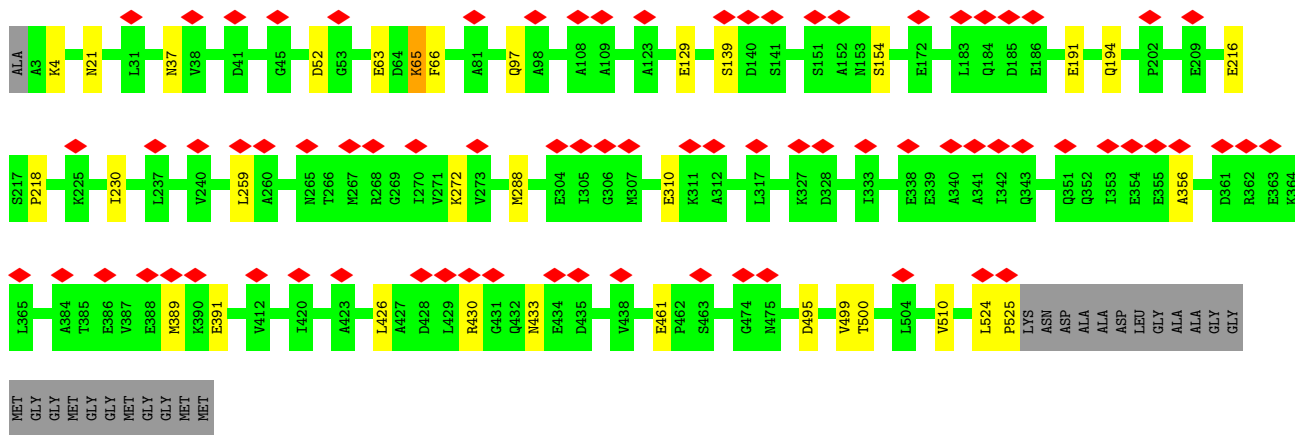 ALA A3 K4 N21 L31 N37 V38 D41 G45 D52 G53 E63 D64 K65 F66 A81 Q97 A98 A108 A109 A123 E129 S139 D140 S141 S151 A152 N153 S154 E172 L183 Q184 D185 E186 E191 Q194 P202 E209 E216
S217 P218 K225 I230 L237 V240 L259 A260 N265 T266 M267 R268 G269 I270 V271 K272 V273 M288 E304 I305 G306 M307 E310 K311 A312 L317 K327 D328 I333 E338 E339 A340 A341 I342 Q343 Q351 Q352 I353 E354 E355 A356 D361 R362 E363 K364
L365 A384 T385 E386 V387 E388 M389 K390 E391 V412 I420 A423 L426 A427 D428 L429 R430 G431 Q432 N433 E434 D435 V438 E461 P462 S463 G474 N475 D495 V499 T500 L504 V510 L524 P525 LYS ASN ASP ALA ALA ASP LEU GLY ALA ALA GLY GLY
MET GLY GLY MET GLY GLY MET GLY GLY MET MET